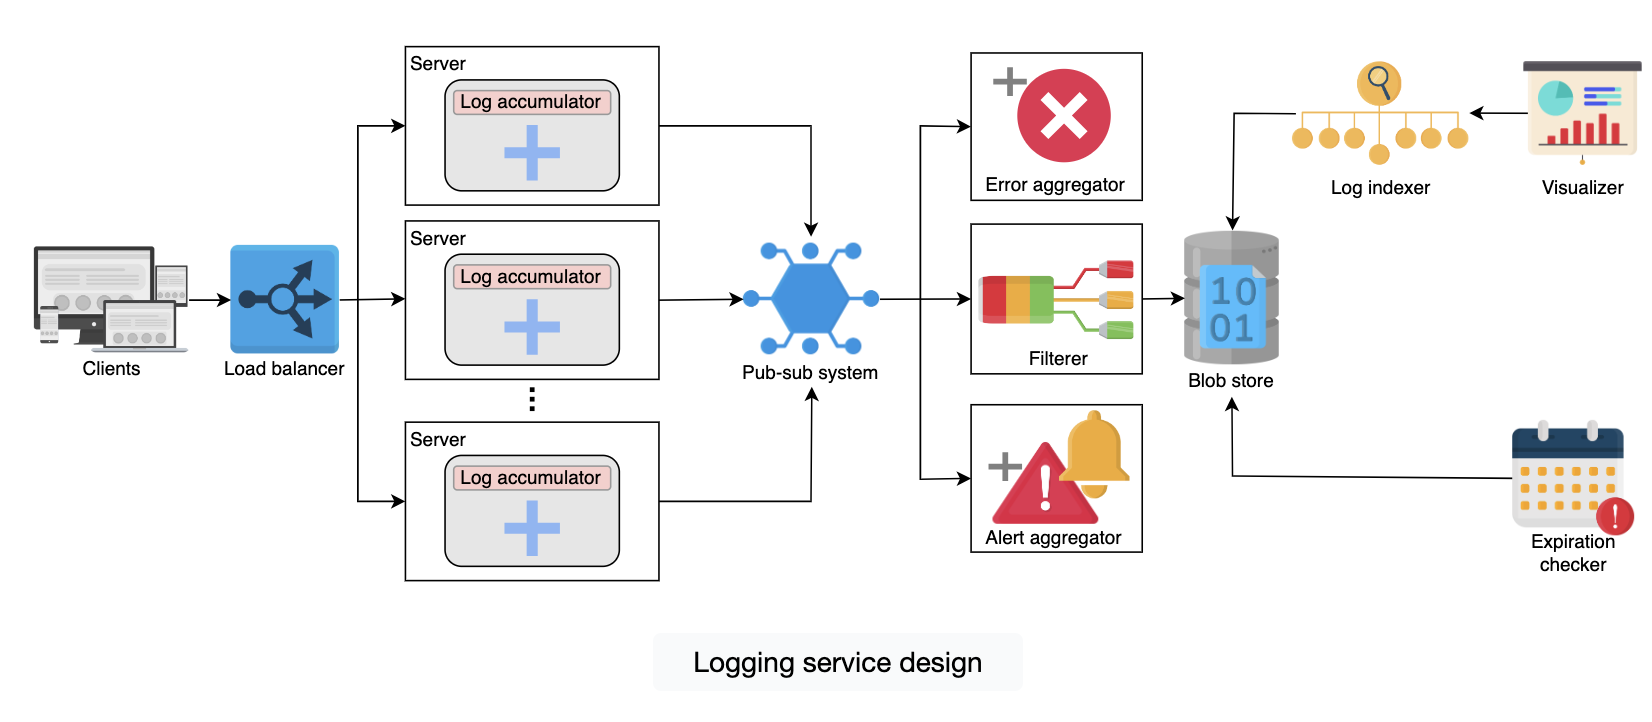 Server
Log accumulator
Server
Log accumulator
Server
Log accumulator
Clients
Load balancer
Pub-sub system
Error aggregator
Filterer
Alert aggregator
Log indexer
Visualizer
10
01
Blob store
Expiration
checker
Logging service design